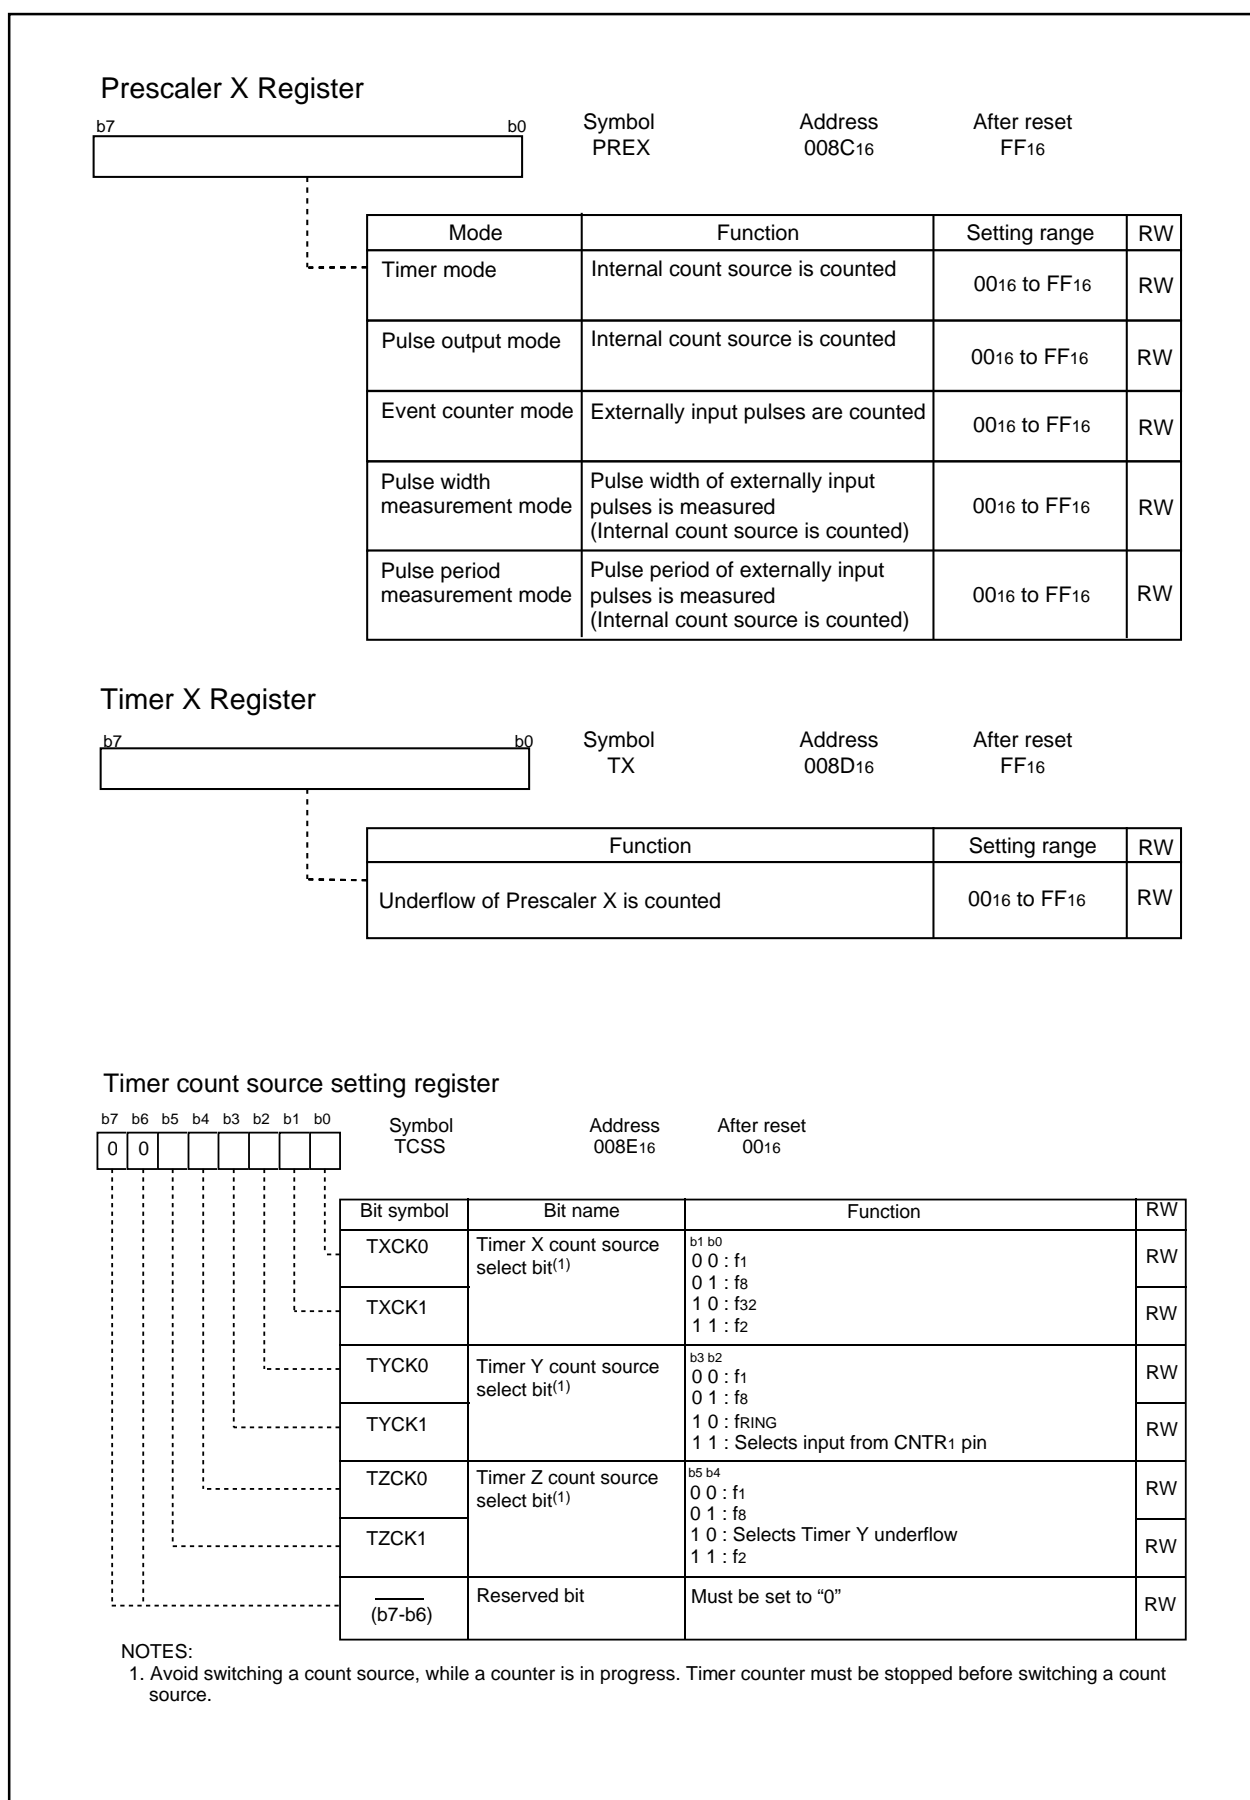 Prescaler X Register
b7 b0 Symbol Address After reset
PREX 008C16 FF16
Mode Function Setting range RW
Timer mode Internal count source is counted 0016 to FF16 RW
Pulse output mode Internal count source is counted 0016 to FF16 RW
Event counter mode Externally input pulses are counted 0016 to FF16 RW
Pulse width measurement mode Pulse width of externally input
pulses is measured 0016 to FF16 RW
(Internal count source is counted)
Pulse period measurement mode Pulse period of externally input
pulses is measured 0016 to FF16 RW
(Internal count source is counted)
Timer X Register
b7 b0 Symbol Address After reset
TX 008D16 FF16
Function Setting range RW
Underflow of Prescaler X is counted 0016 to FF16 RW
Timer count source setting register
b7 b6 b5 b4 b3 b2 b1 b0 Symbol Address After reset
0 0 TCSS 008E16 0016
Bit symbol Bit name Function RW
TXCK0 Timer X count source select bit(1) b1 b0 RW
0 0 : f1
0 1 : f8
TXCK1 1 0 : f32 RW
1 1 : f2
TYCK0 Timer Y count source select bit(1) b3 b2 RW
0 0 : f1
0 1 : f8
TYCK1 1 0 : fRING RW
1 1 : Selects input from CNTR1 pin
TZCK0 Timer Z count source select bit(1) b5 b4 RW
0 0 : f1
0 1 : f8
TZCK1 1 0 : Selects Timer Y underflow RW
1 1 : f2
(b7-b6) Reserved bit Must be set to “0” RW
NOTES:
1. Avoid switching a count source, while a counter is in progress. Timer counter must be stopped before switching a count
source.